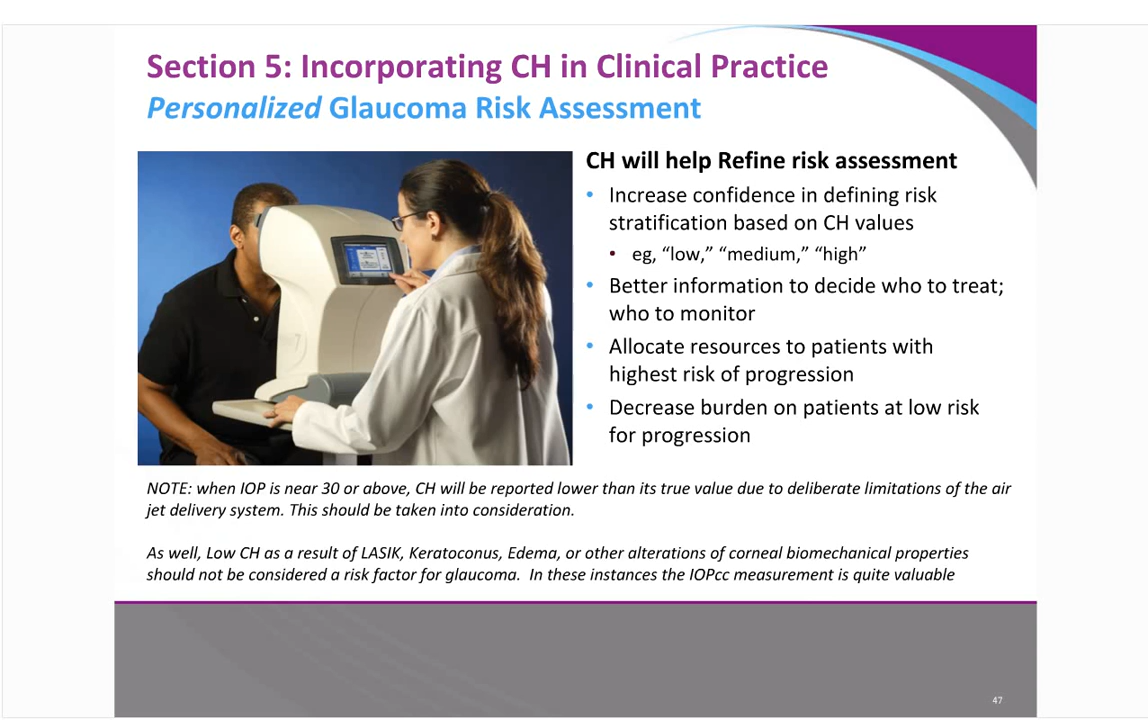 Section 5: Incorporating CH in Clinical Practice
Personalized Glaucoma Risk Assessment
CH will help Refine risk assessment
• Increase confidence in defining risk
stratification based on CH values
• eg, “low,” “medium,” “high”
• Better information to decide who to treat;
who to monitor
• Allocate resources to patients with
highest risk of progression
• Decrease burden on patients at low risk
for progression
NOTE: when IOP is near 30 or above, CH will be reported lower than its true value due to deliberate limitations of the air
jet delivery system. This should be taken into consideration.
As well, Low CH as a result of LASIK, Keratoconus, Edema, or other alterations of corneal biomechanical properties
should not be considered a risk factor for glaucoma.  In these instances the IOPcc measurement is quite valuable
47